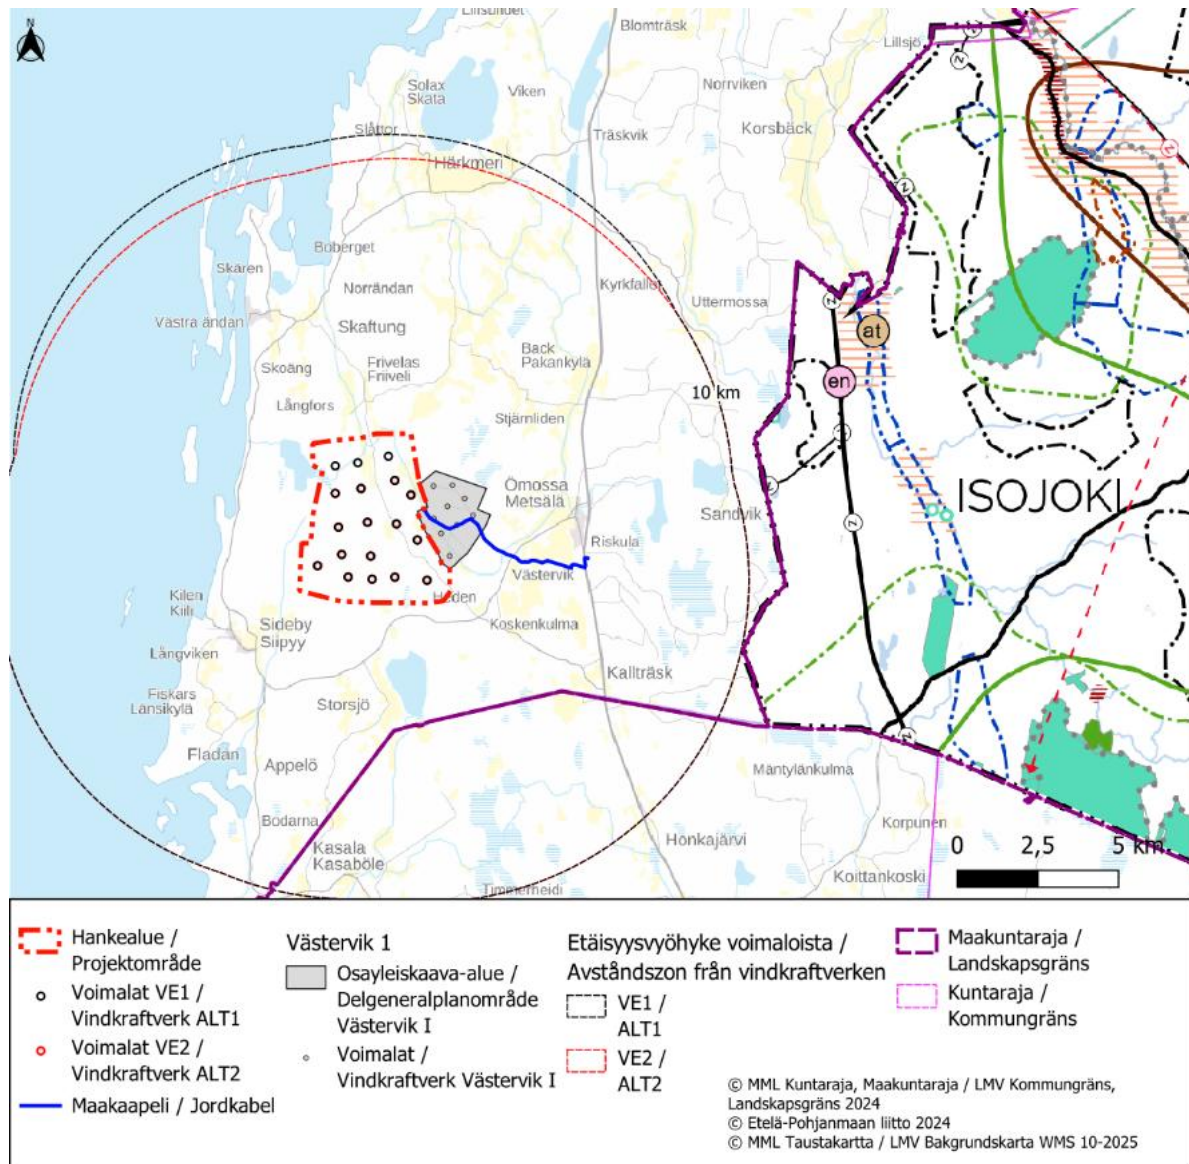 N
Lillsundet
Blomträsk
Lillsjö
Solax
Skata
Viken
Norrviken
Slåttor
Träskvik
Korsbäck
Härkmeri
Boberget
Skären
Norrändan
Kyrkfallet
Uttermossa
Västra ändan
Skaftung
Back
Pakankylä
Skoäng
Frivelas
Friiveli
Långfors
Stjärnliden
10 km
at
en
z
z
z
z
z
z
z
z
z
Ömossa
Metsälä
Sandvik
ISOJOKI
Riskula
Västervik
Kilen
Kiili
Heden
Koskenkulma
Sideby
Siipyy
Långviken
Kallträsk
Fiskars
Länsikylä
Storsjö
Fladan
Appelö
Mäntylänkulma
Bodarna
Kasala
Kasaböle
Honkajärvi
Korpunen
Koittankoski
Timmerheidi
0 2,5 5 km
Hankealue /
Projektområde
Voimalat VE1 /
Vindkraftverk ALT1
Voimalat VE2 /
Vindkraftverk ALT2
Maakaapeli / Jordkabel
Västervik 1
Osayleiskaava-alue /
Delgeneralplanområde
Västervik I
Voimalat /
Vindkraftverk Västervik I
Etäisyysvyöhyke voimaloista /
Avståndszon från vindkraftverken
VE1 /
ALT1
VE2 /
ALT2
Maakuntaraja /
Landskapsgräns
Kuntaraja /
Kommungräns
© MML Kuntaraja, Maakuntaraja / LMV Kommungräns,
Landskapsgräns 2024
© Etelä-Pohjanmaan liitto 2024
© MML Taustakartta / LMV Bakgrundskarta WMS 10-2025